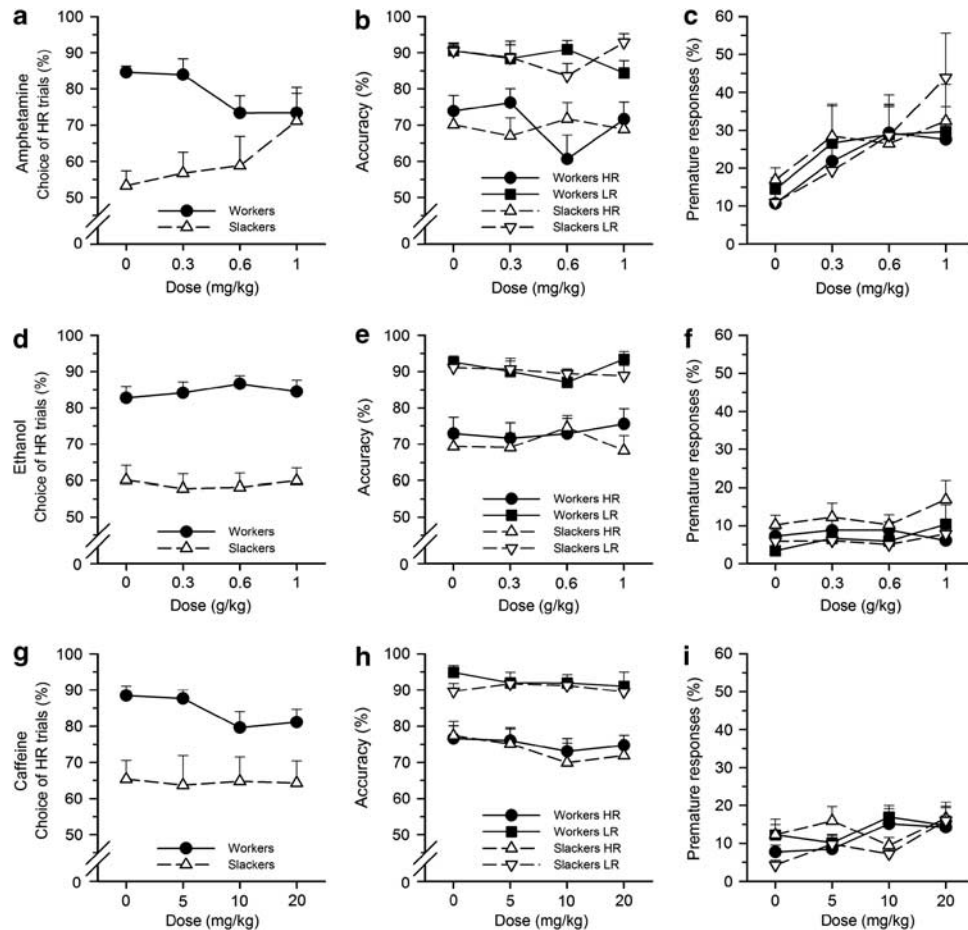 a
Amphetamine
Choice of HR trials (%)
100
90
80
70
60
50
0
Workers
Slackers
0 0.3 0.6 1
Dose (mg/kg)
b
Accuracy (%)
100
90
80
70
60
50
0
Workers HR
Workers LR
Slackers HR
Slackers LR
0 0.3 0.6 1
Dose (mg/kg)
c
Premature responses (%)
60
50
40
30
20
10
0
0 0.3 0.6 1
Dose (mg/kg)
d
Ethanol
Choice of HR trials (%)
100
90
80
70
60
50
0
Workers
Slackers
0 0.3 0.6 1
Dose (g/kg)
e
Accuracy (%)
100
90
80
70
60
50
0
Workers HR
Workers LR
Slackers HR
Slackers LR
0 0.3 0.6 1
Dose (g/kg)
f
Premature responses (%)
60
50
40
30
20
10
0
0 0.3 0.6 1
Dose (g/kg)
g
Caffeine
Choice of HR trials (%)
100
90
80
70
60
50
0
Workers
Slackers
0 5 10 20
Dose (mg/kg)
h
Accuracy (%)
100
90
80
70
60
50
0
Workers HR
Workers LR
Slackers HR
Slackers LR
0 5 10 20
Dose (mg/kg)
i
Premature responses (%)
60
50
40
30
20
10
0
0 5 10 20
Dose (mg/kg)